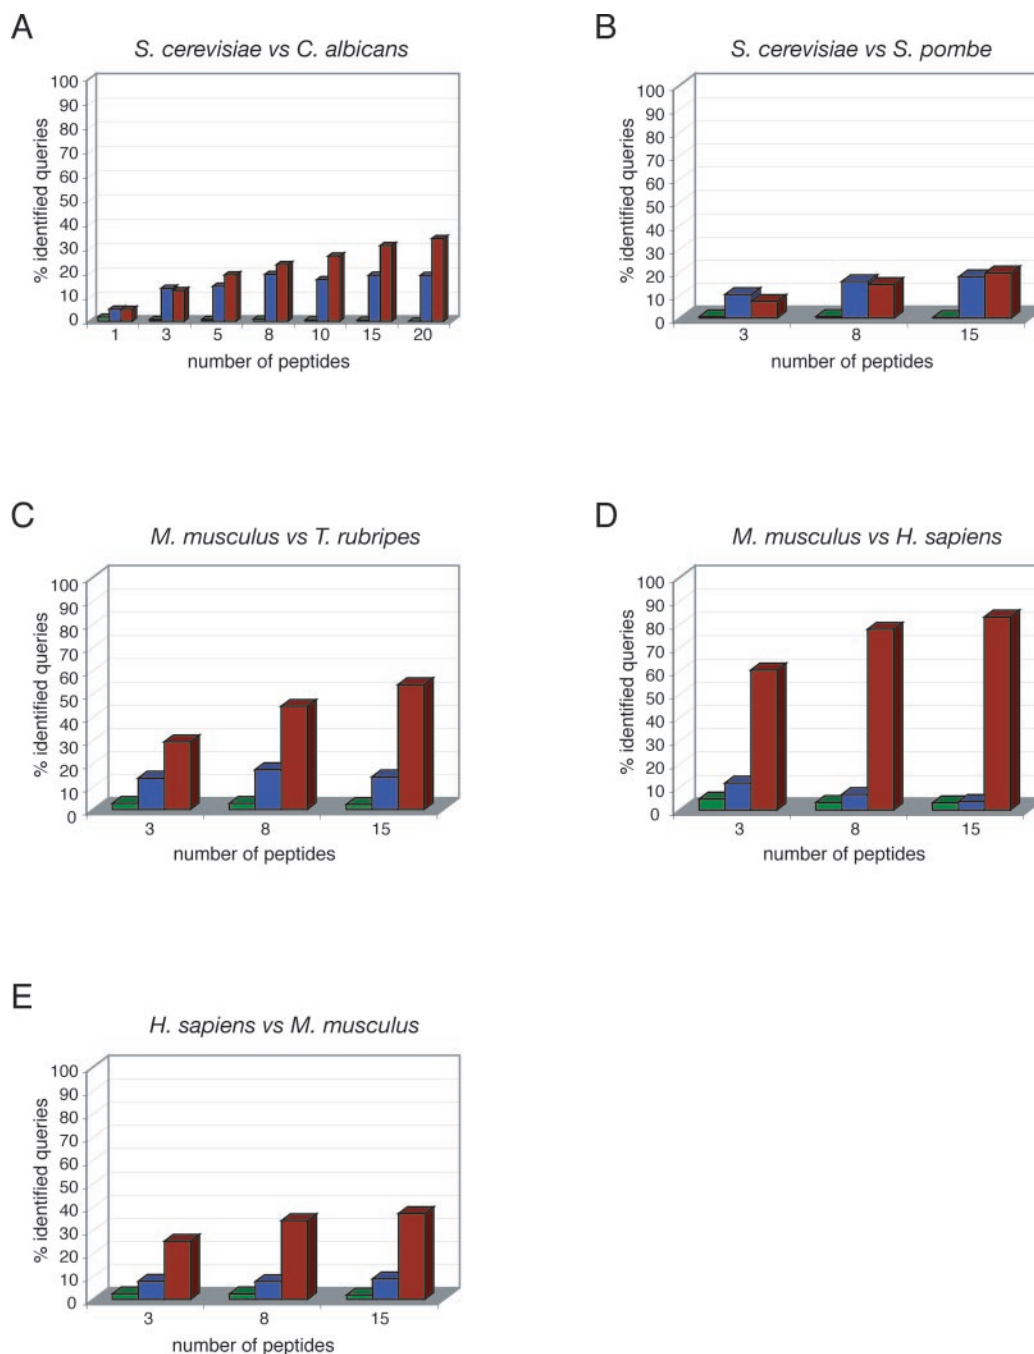 A
S. cerevisiae vs C. albicans
% identified queries
100
90
80
70
60
50
40
30
20
10
0
1 3 5 8 10 15 20
number of peptides
B
S. cerevisiae vs S. pombe
% identified queries
100
90
80
70
60
50
40
30
20
10
0
3 8 15
number of peptides
C
M. musculus vs T. rubripes
% identified queries
100
90
80
70
60
50
40
30
20
10
0
3 8 15
number of peptides
D
M. musculus vs H. sapiens
% identified queries
100
90
80
70
60
50
40
30
20
10
0
3 8 15
number of peptides
E
H. sapiens vs M. musculus
% identified queries
100
90
80
70
60
50
40
30
20
10
0
3 8 15
number of peptides